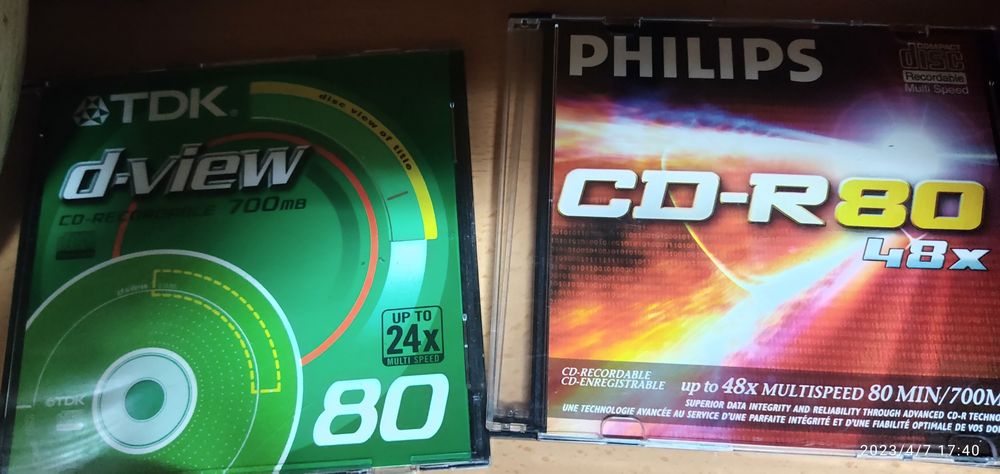 TDK
d-view
CD-RECORDABLE 700MB
disc view of title
d-view
TDK
UP TO
24x
MULTI SPEED
80
PHILIPS
COMPACT
disc
Recordable
Multi Speed
CD-R80
48x
CD-RECORDABLE
CD-ENREGISTRABLE
up to 48x MULTISPEED 80 MIN/700M
SUPERIOR DATA INTEGRITY AND RELIABILITY THROUGH ADVANCED CD-R TECHNO
UNE TECHNOLOGIE AVANCÉE AU SERVICE D'UNE PARFAITE INTÉGRITÉ ET D'UNE FIABILITÉ OPTIMALE DE VOS DO
2023/4/7 17:40